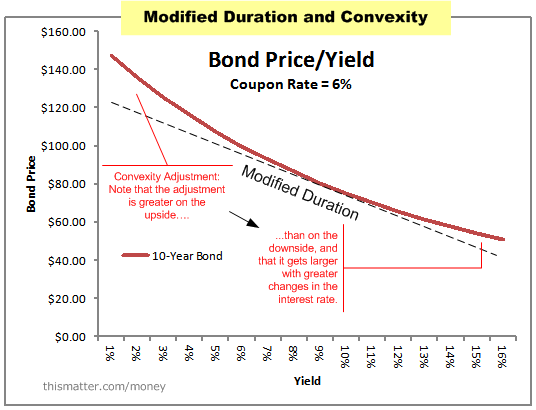 Modified Duration and Convexity
Bond Price/Yield
Coupon Rate = 6%
$160.00
$140.00
$120.00
$100.00
$80.00
$60.00
$40.00
$20.00
$0.00
Bond Price
Convexity Adjustment:
Note that the adjustment
is greater on the
upside….
Modified Duration
…than on the
downside, and
that it gets larger
with greater
changes in the
interest rate.
10-Year Bond
1%
2%
3%
4%
5%
6%
7%
8%
9%
10%
11%
12%
13%
14%
15%
16%
Yield
thismatter.com/money